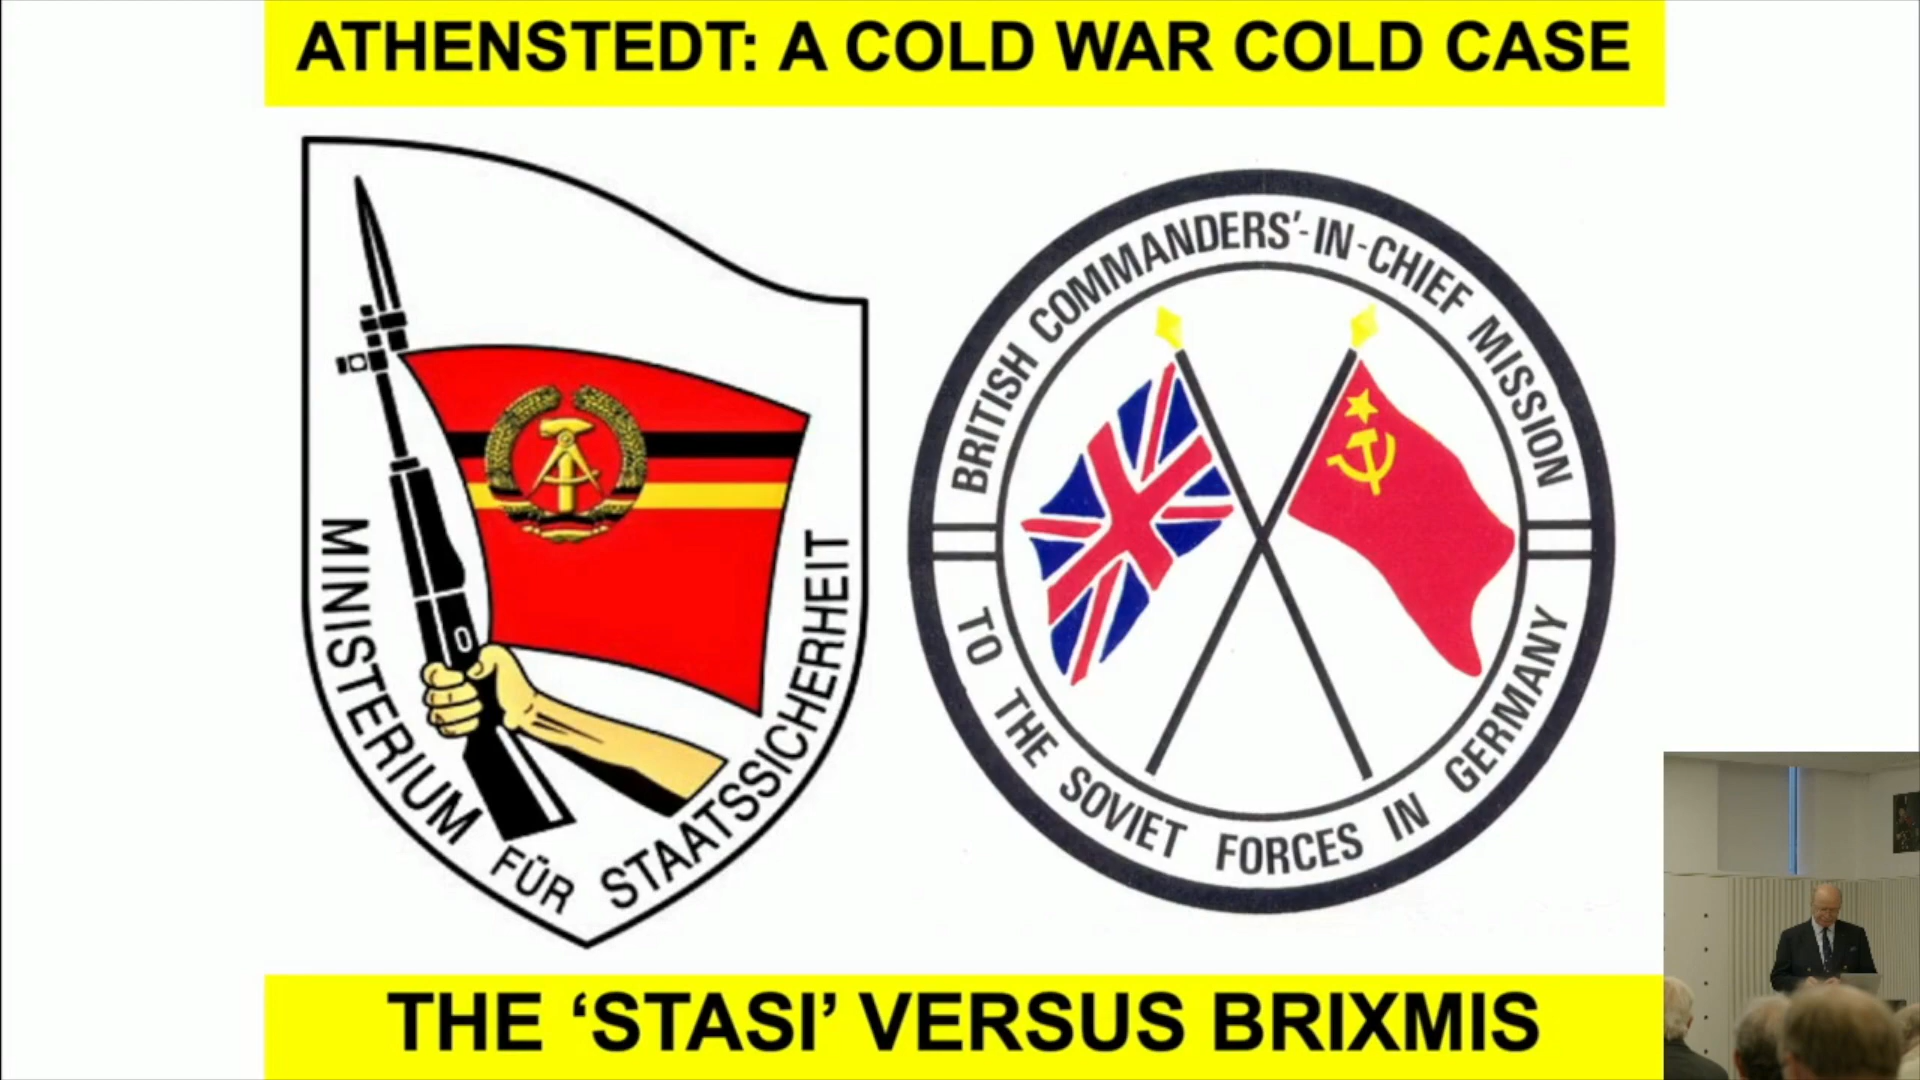 ATHENSTEDT: A COLD WAR COLD CASE
MINISTERIUM FÜR STAATSSICHERHEIT
BRITISH COMMANDERS'-IN-CHIEF MISSION
TO THE SOVIET FORCES IN GERMANY
THE ‘STASI’ VERSUS BRIXMIS